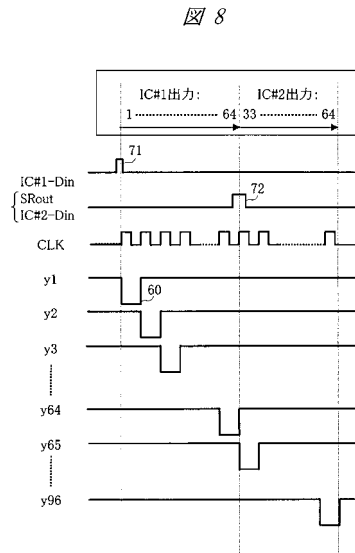 図 8
IC#1出力: IC#2出力:
1 ············ 64 33 ············ 64
71
IC#1-Din
SRout
72
IC#2-Din
CLK
y1
60
y2
y3
y64
y65
y96